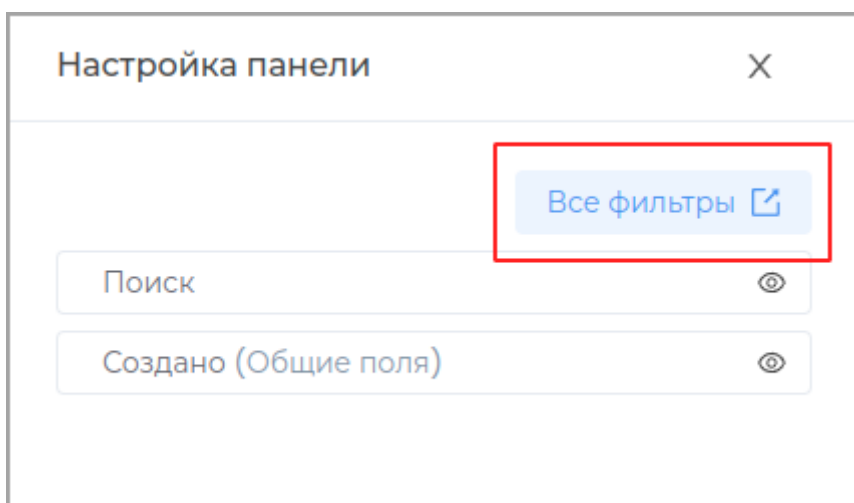 Настройка панели
Все фильтры
Поиск
Создано (Общие поля)